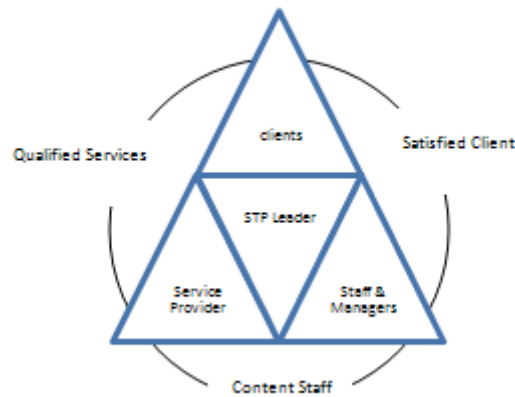 clients
Qualified Services
Satisfied Client
STP Leader
Service
Provider
Staff &
Managers
Content Staff